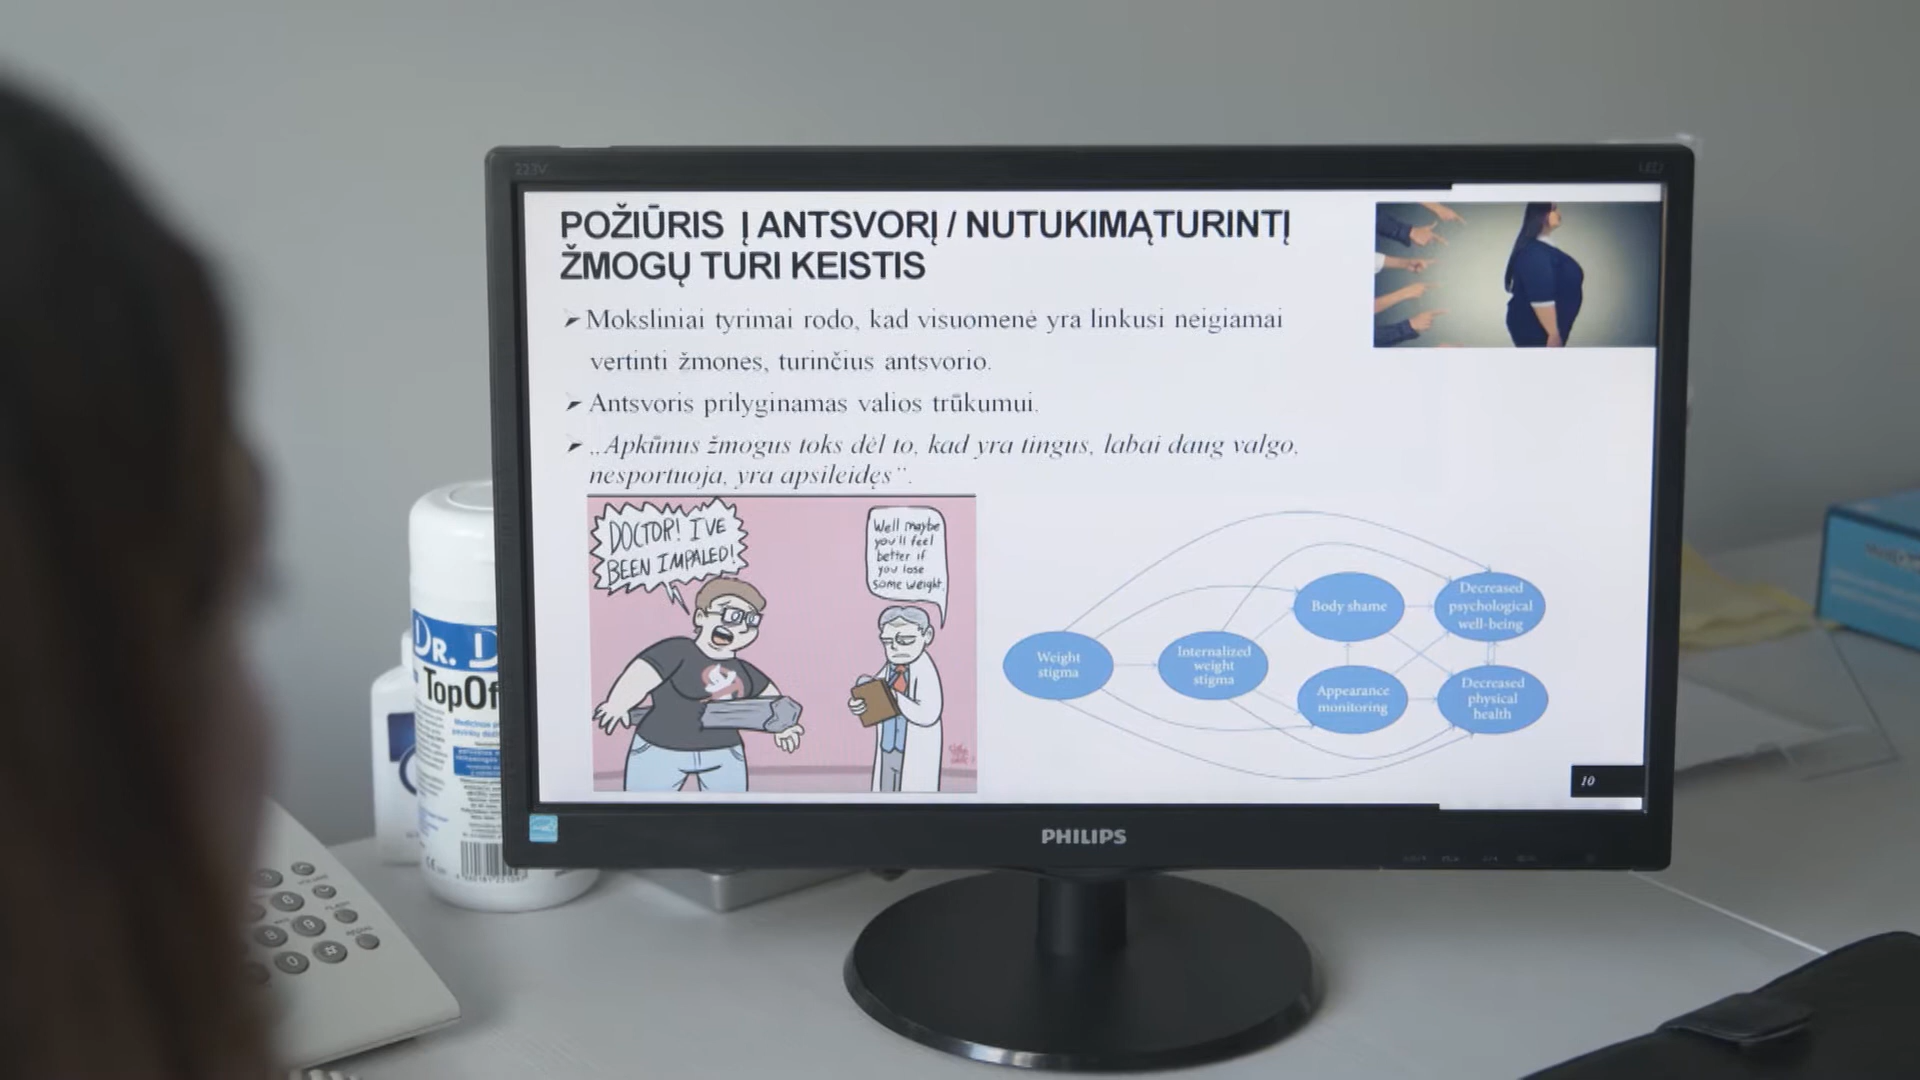 223V
LED
POŽIŪRIS Į ANTSVORĮ / NUTUKIMĄTURINTĮ
ŽMOGŲ TURI KEISTIS
Moksliniai tyrimai rodo, kad visuomenė yra linkusi neigiamai
vertinti žmones, turinčius antsvorio.
Antsvoris prilyginamas valios trūkumui.
„Apkūnus žmogus toks dėl to, kad yra tingus, labai daug valgo,
nesportuoja, yra apsileidęs“.
DOCTOR! I'VE
BEEN IMPALED!
Well maybe
you'll feel
better if
you lose
some weight
Weight
stigma
Internalized
weight
stigma
Body shame
Appearance
monitoring
Decreased
psychological
well-being
Decreased
physical
health
10
PHILIPS
DR. D
TopOf